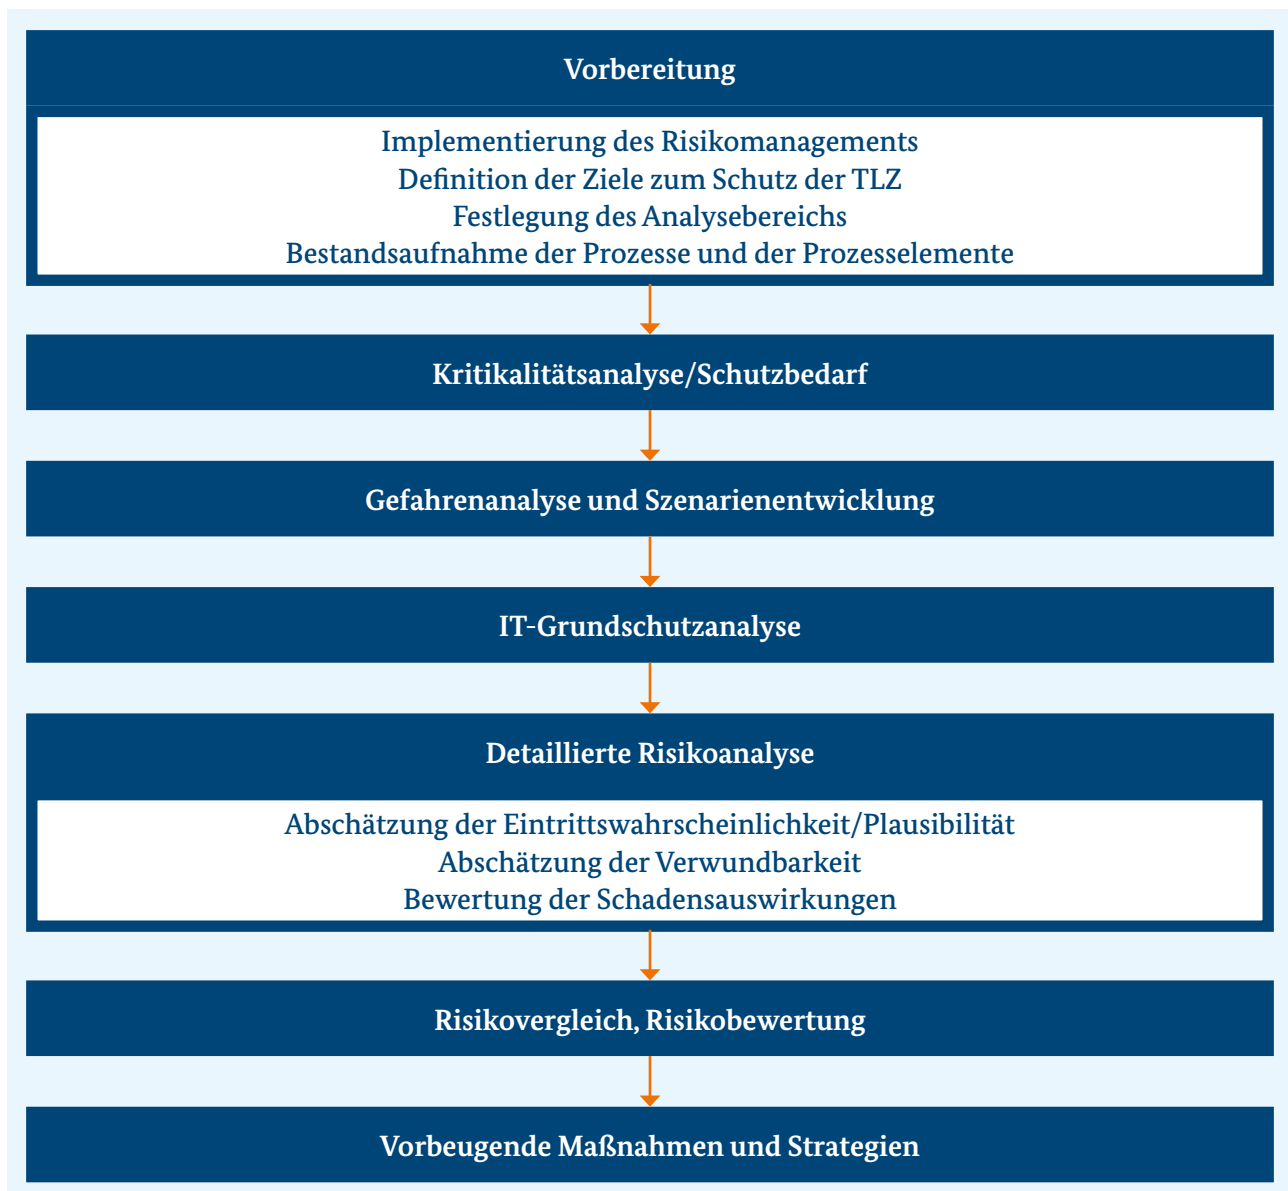 Vorbereitung
Implementierung des Risikomanagements
Definition der Ziele zum Schutz der TLZ
Festlegung des Analysebereichs
Bestandsaufnahme der Prozesse und der Prozesselemente
Kritikalitätsanalyse/Schutzbedarf
Gefahrenanalyse und Szenarienentwicklung
IT-Grundschutzanalyse
Detaillierte Risikoanalyse
Abschätzung der Eintrittswahrscheinlichkeit/Plausibilität
Abschätzung der Verwundbarkeit
Bewertung der Schadensauswirkungen
Risikovergleich, Risikobewertung
Vorbeugende Maßnahmen und Strategien